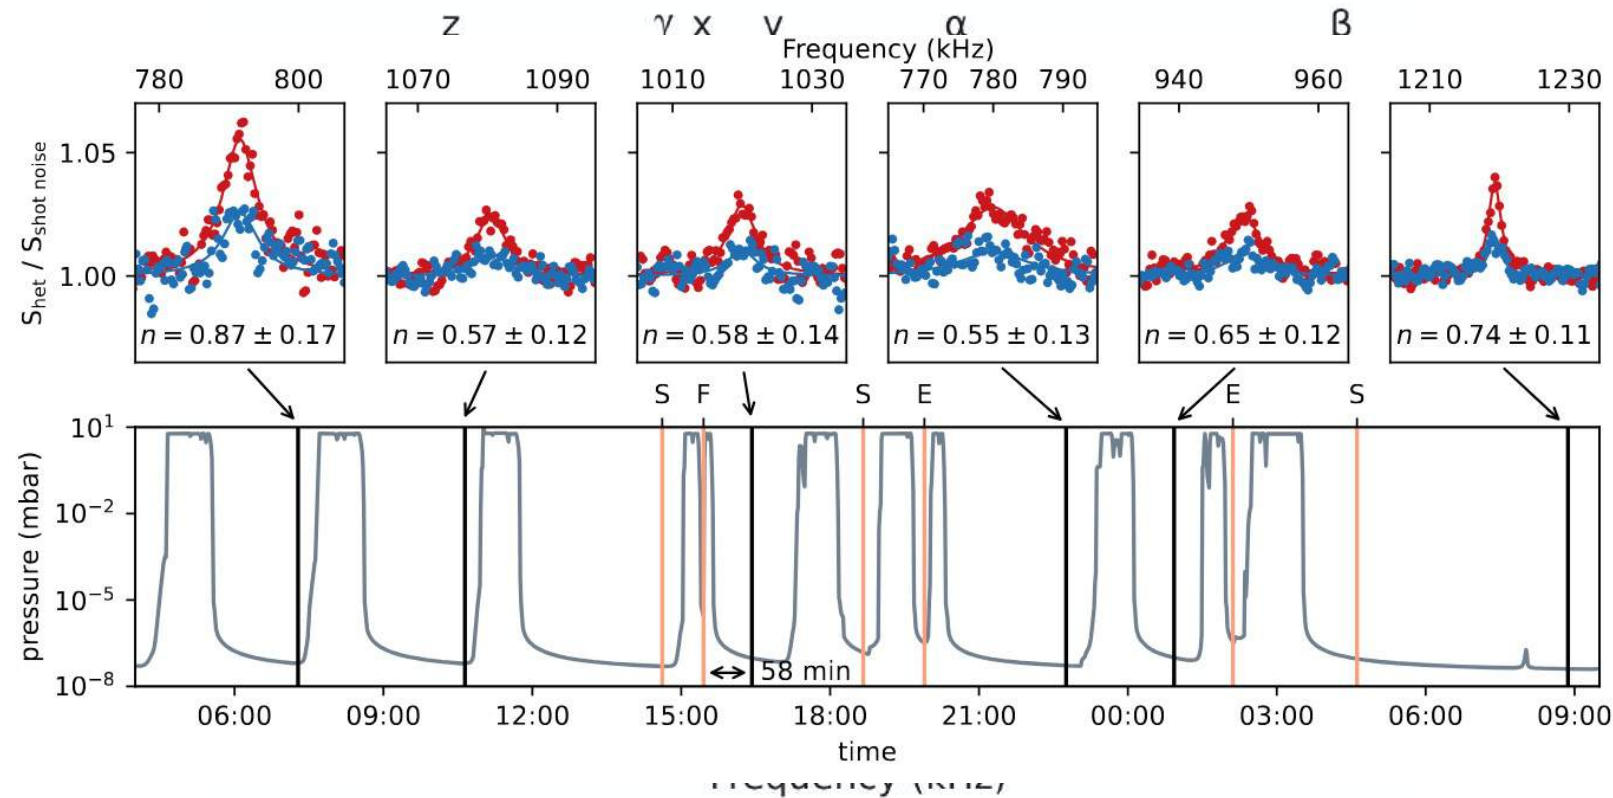 z γ x v α β
Frequency (kHz)
780 800 1070 1090 1010 1030 770 780 790 940 960 1210 1230
S_het / S_shot noise
1.05
1.00
n = 0.87 ± 0.17 n = 0.57 ± 0.12 n = 0.58 ± 0.14 n = 0.55 ± 0.13 n = 0.65 ± 0.12 n = 0.74 ± 0.11
S F S E E S
pressure (mbar)
10¹
10⁻²
10⁻⁵
10⁻⁸
58 min
06:00 09:00 12:00 15:00 18:00 21:00 00:00 03:00 06:00 09:00
time
Frequency (kHz)